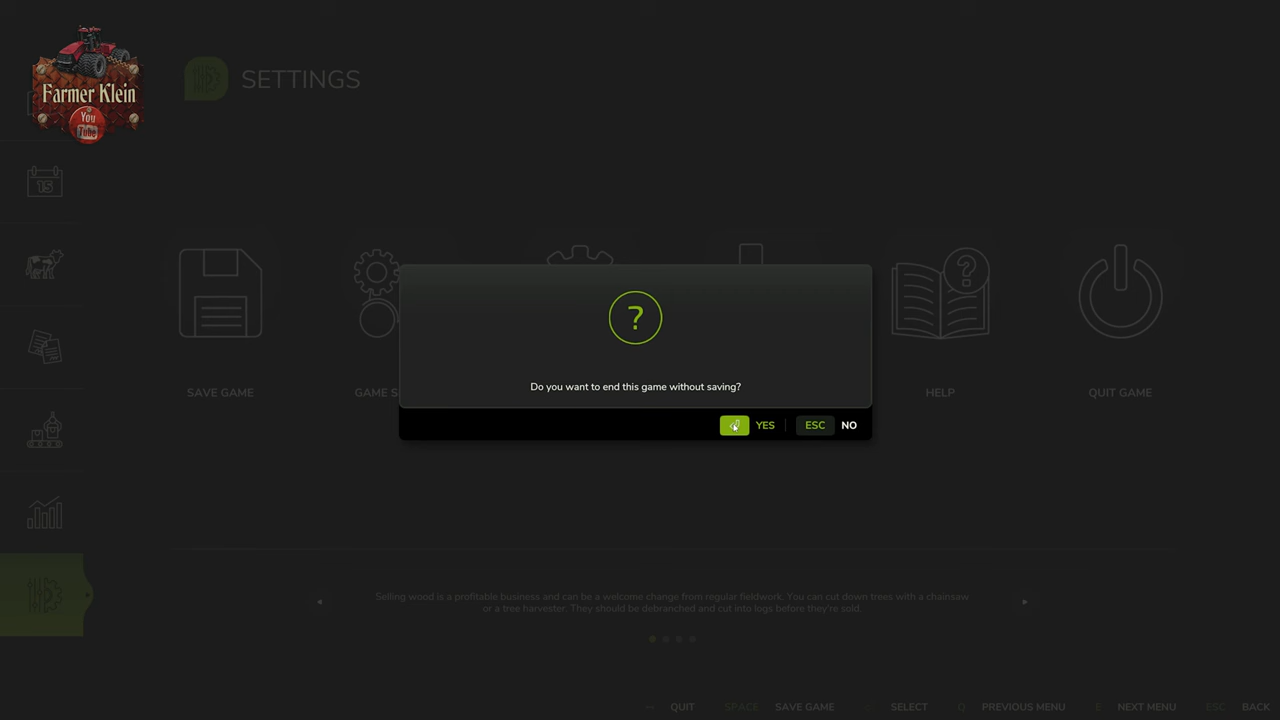 Farmer Klein
You
Tube
SETTINGS
15
SAVE GAME
GAME S
HELP
QUIT GAME
?
?
Do you want to end this game without saving?
YES
ESC
NO
Selling wood is a profitable business and can be a welcome change from regular fieldwork. You can cut down trees with a chainsaw
or a tree harvester. They should be debranched and cut into logs before they're sold.
QUIT
SPACE
SAVE GAME
SELECT
Q
PREVIOUS MENU
E
NEXT MENU
ESC
BACK